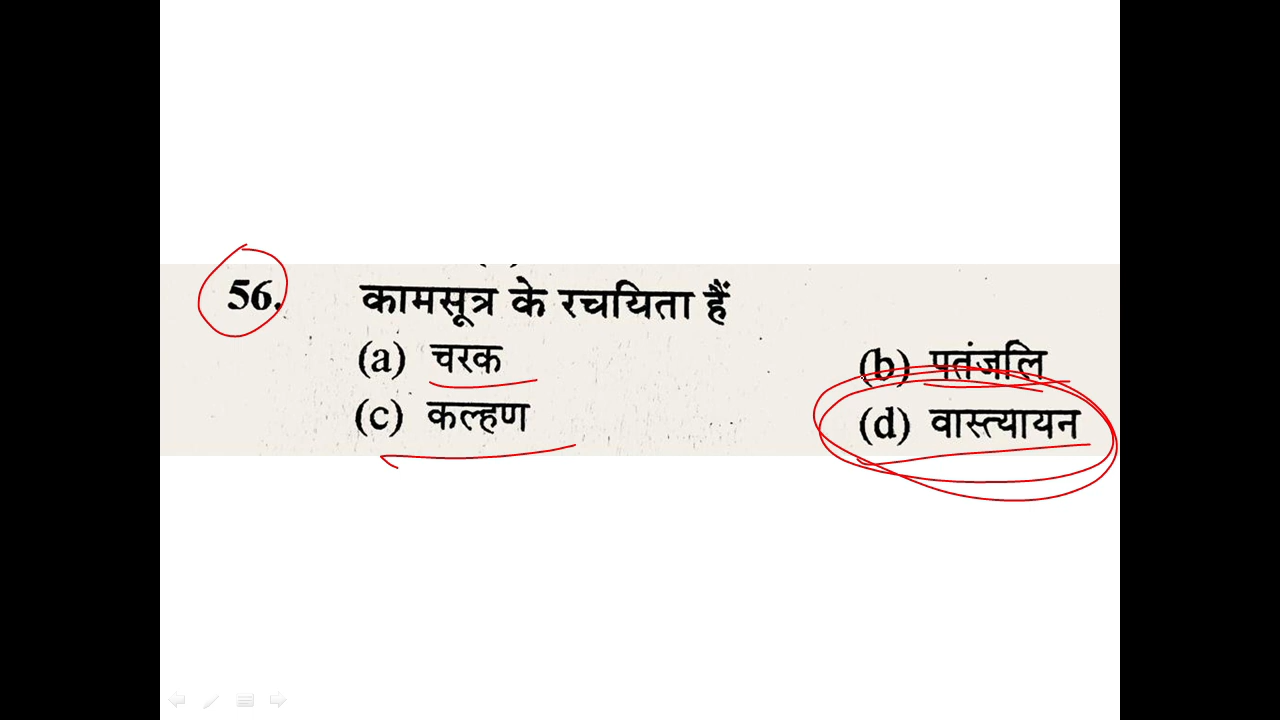 56. कामसूत्र के रचयिता हैं
(a) चरक (b) पतंजलि
(c) कल्हण (d) वास्त्यायन